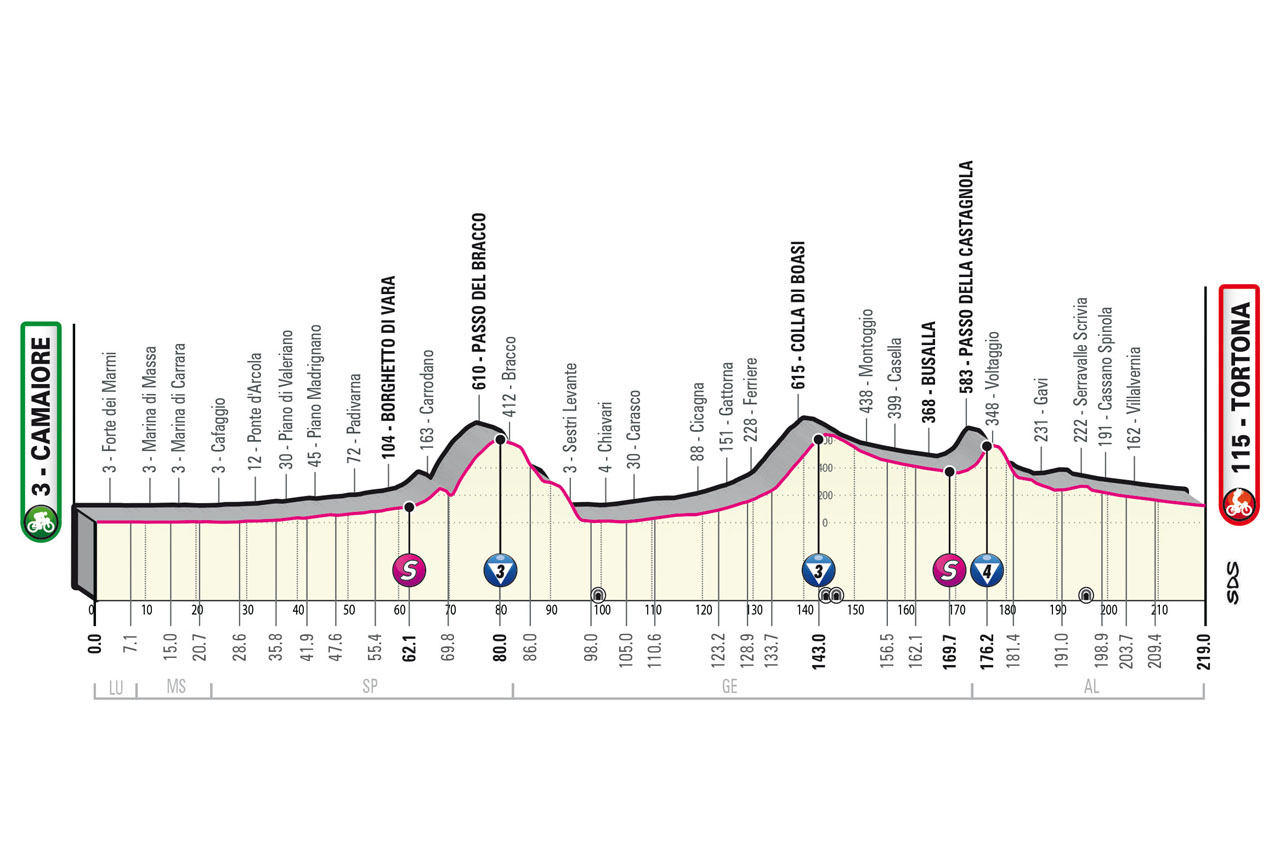 3 - CAMAIORE
3 - Forte dei Marmi
3 - Marina di Massa
3 - Marina di Carrara
3 - Cafaggio
12 - Ponte d'Arcola
30 - Piano di Valeriano
45 - Piano Madrignano
72 - Padivarna
104 - BORGHETTO DI VARA
163 - Carrodano
610 - PASSO DEL BRACCO
412 - Bracco
3 - Sestri Levante
4 - Chiavari
30 - Carasco
88 - Cicagna
151 - Gattorna
228 - Ferriere
615 - COLLA DI BOASI
438 - Montoggio
399 - Casella
368 - BUSALLA
583 - PASSO DELLA CASTAGNOLA
348 - Voltaggio
231 - Gavi
222 - Serravalle Scrivia
191 - Cassano Spinola
162 - Villalvernia
115 - TORTONA
400
200
0
S
3
3
S
4
SDS
0 10 20 30 40 50 60 70 80 90 100 110 120 130 140 150 160 170 180 190 200 210
0.0 7.1 15.0 20.7 28.6 35.8 41.9 47.6 55.4 62.1 69.8 80.0 86.0 98.0 105.0 110.6 123.2 128.9 133.7 143.0 156.5 162.1 169.7 176.2 181.4 191.0 198.9 203.7 209.4 219.0
LU MS SP GE AL